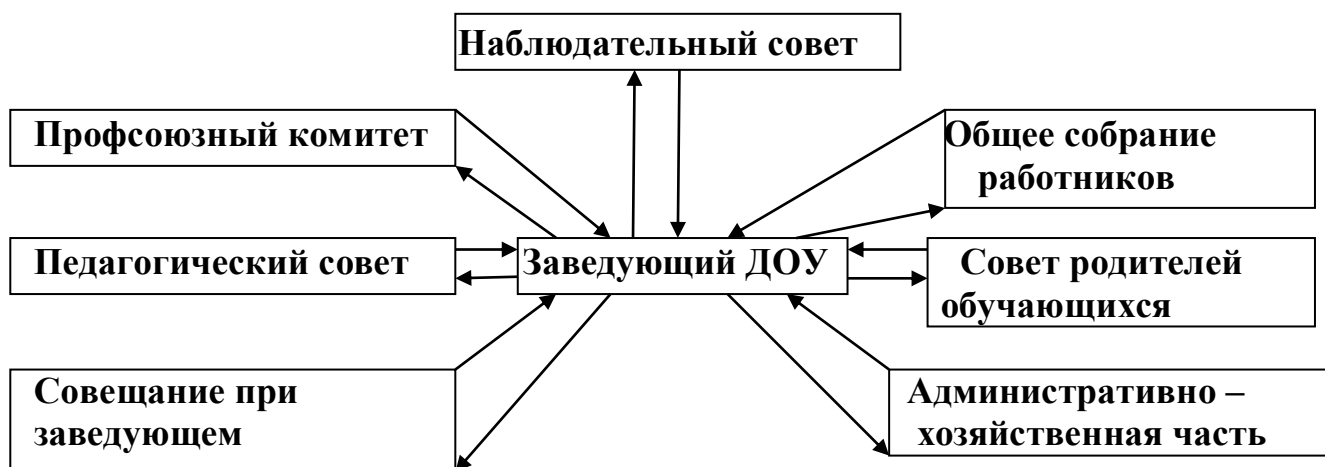 Наблюдательный совет
Профсоюзный комитет
Общее собрание
работников
Педагогический совет
Заведующий ДОУ
Совет родителей
обучающихся
Совещание при
заведующем
Административно –
хозяйственная часть